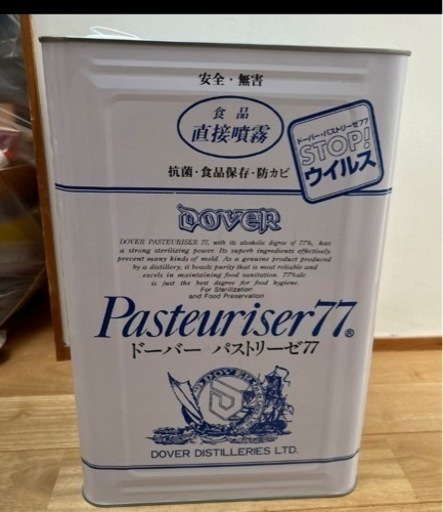 安全・無害
食品
直接噴霧
ドーバー・パストリーゼ77
STOP!
ウイルス
抗菌・食品保存・防カビ
DOVER
DOVER PASTEURISER 77, with its alcoholic degree of 77%, has
a strong sterilizing power. Its superb ingredients effectively
prevent many kinds of mold. As a genuine product produced
by a distillery, it boasts purity that is most reliable and
excels in maintaining food sanitation. 77%alc
is just the best degree for food hygiene.
For Sterilization
and Food Preservation
Pasteuriser77®
ドーバー パストリーゼ77
DOVER DISTILLERIES LTD.